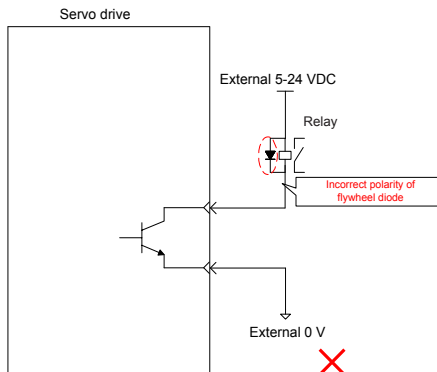 Servo drive
External 5-24 VDC
Relay
Incorrect polarity of
flywheel diode
External 0 V